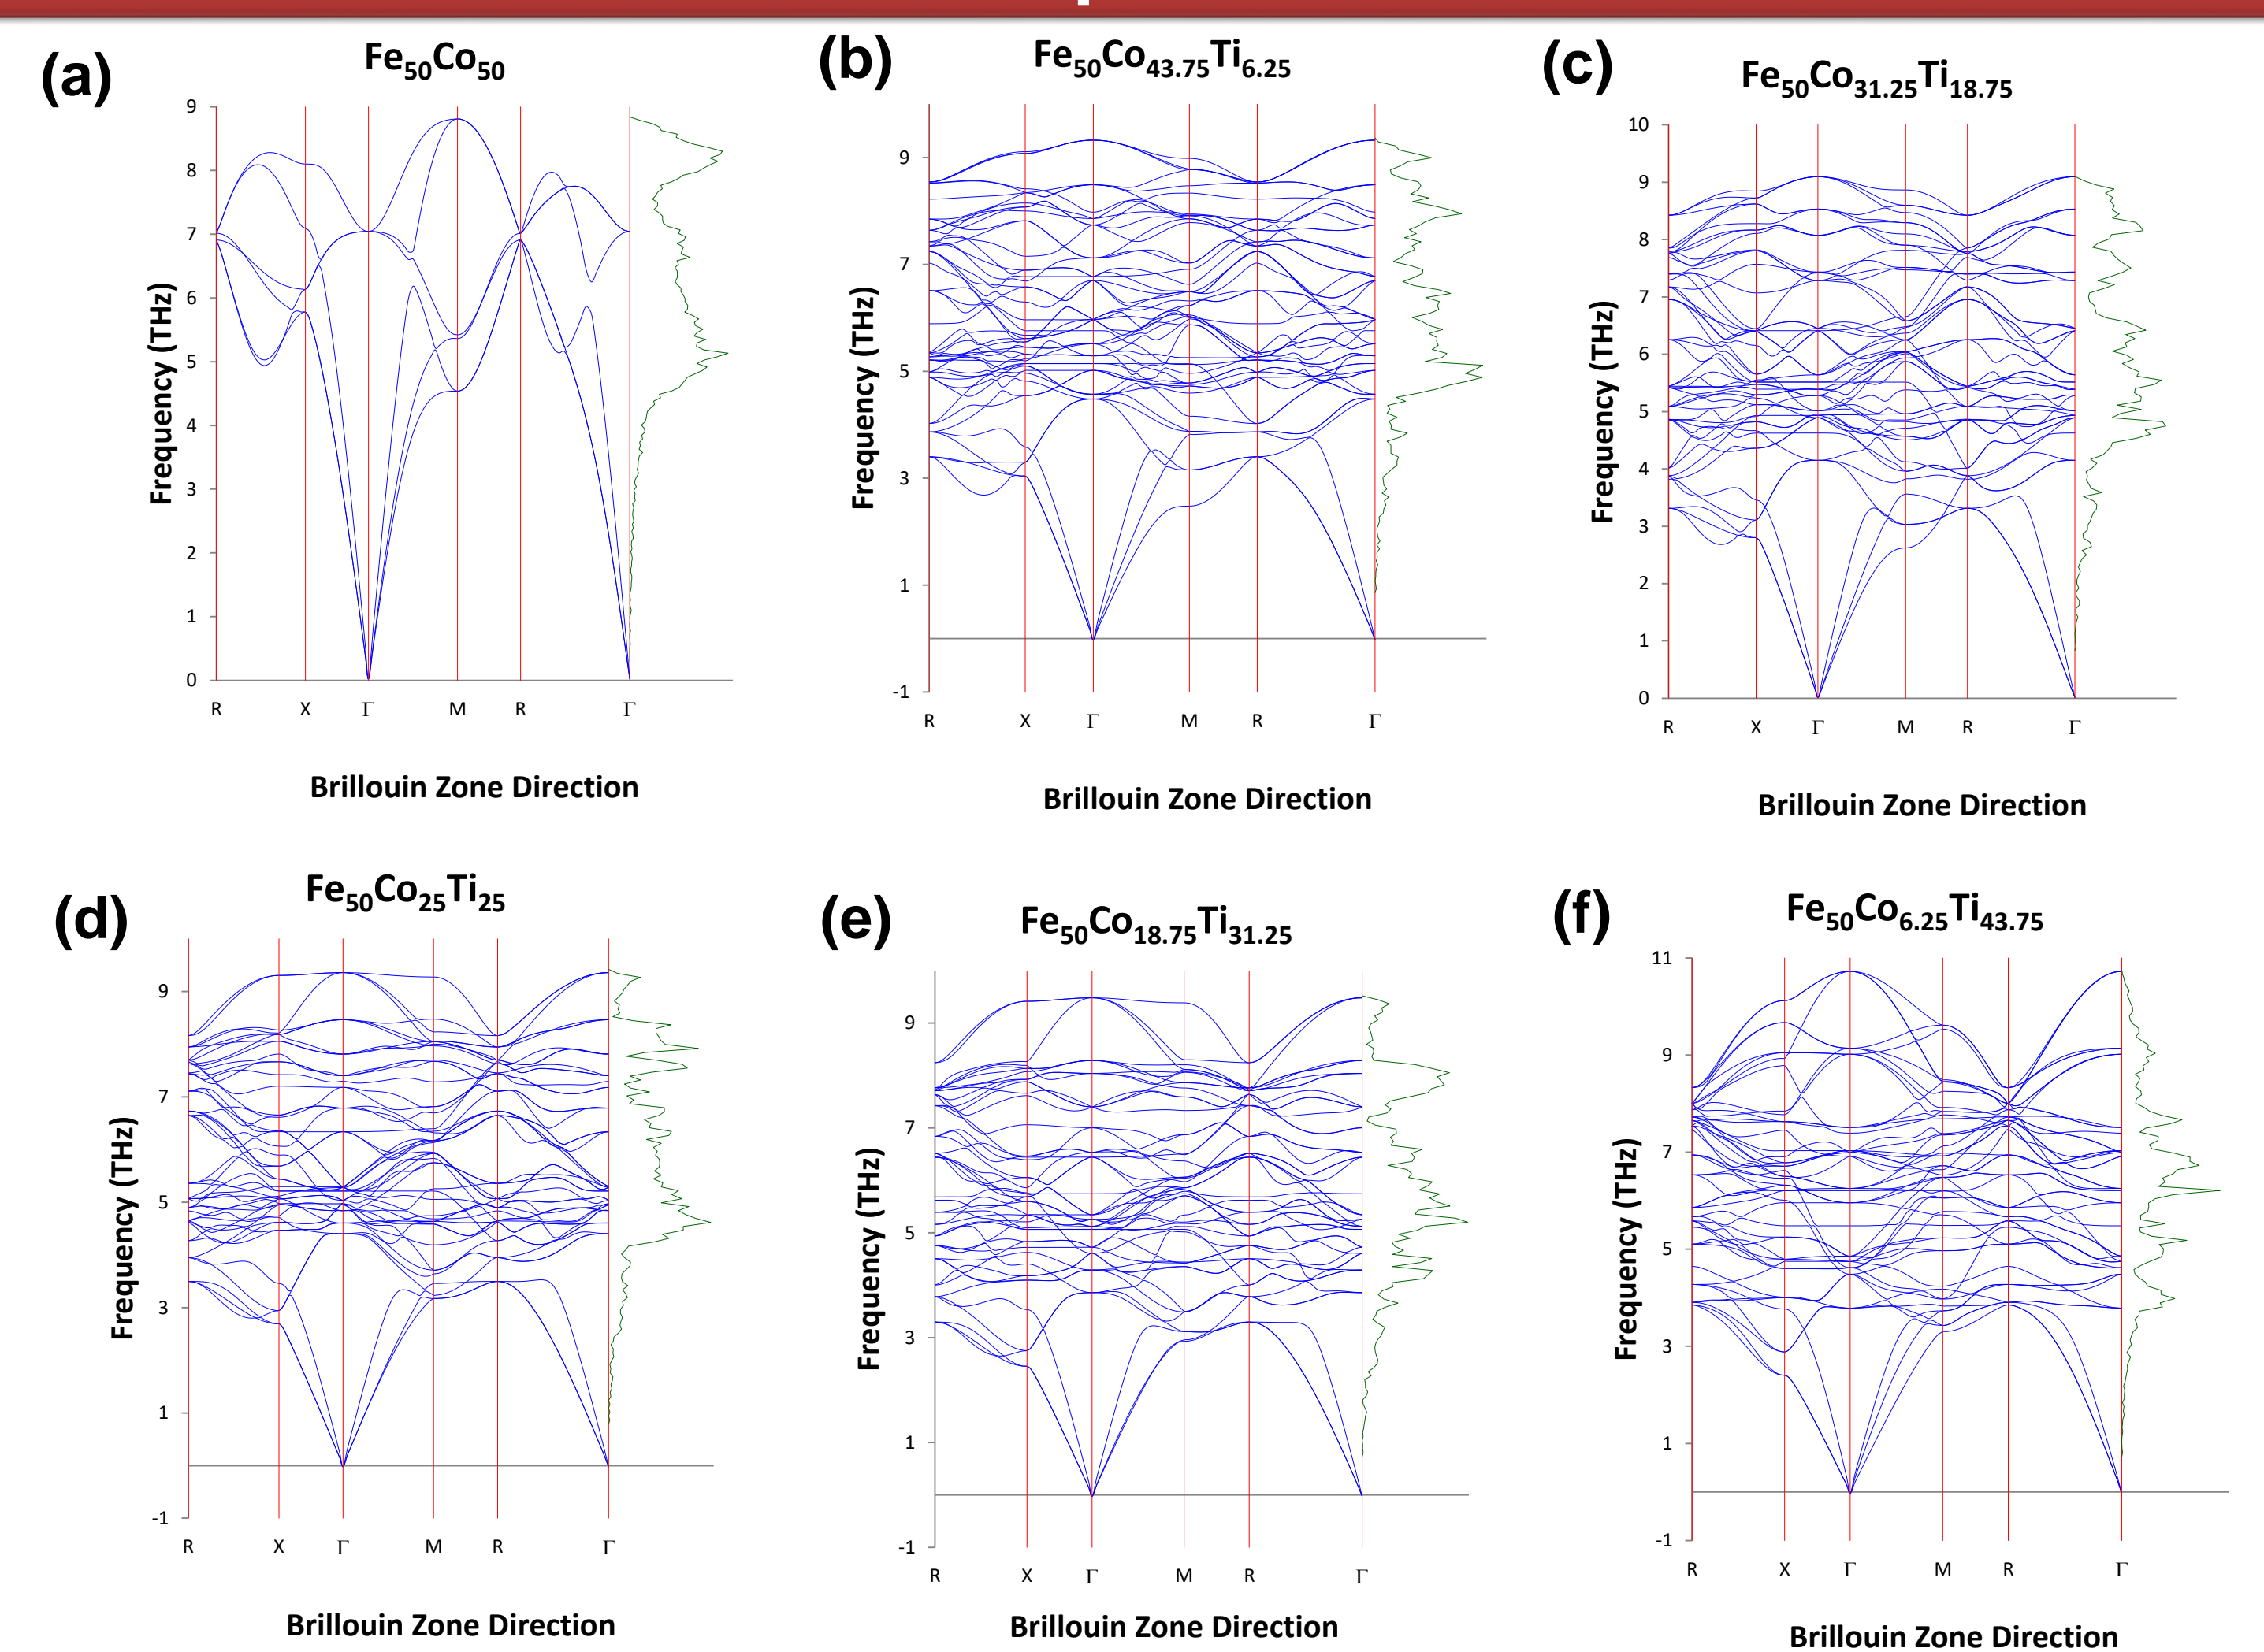 (a)
Fe50Co50
9
8
7
6
5
4
3
2
1
0
Frequency (THz)
R X Γ M R Γ
Brillouin Zone Direction
(b)
Fe50Co43.75Ti6.25
9
7
5
3
1
-1
Frequency (THz)
R X Γ M R Γ
Brillouin Zone Direction
(c)
Fe50Co31.25Ti18.75
10
9
8
7
6
5
4
3
2
1
0
Frequency (THz)
R X Γ M R Γ
Brillouin Zone Direction
(d)
Fe50Co25Ti25
9
7
5
3
1
-1
Frequency (THz)
R X Γ M R Γ
Brillouin Zone Direction
(e)
Fe50Co18.75Ti31.25
9
7
5
3
1
-1
Frequency (THz)
R X Γ M R Γ
Brillouin Zone Direction
(f)
Fe50Co6.25Ti43.75
11
9
7
5
3
1
-1
Frequency (THz)
R X Γ M R Γ
Brillouin Zone Direction